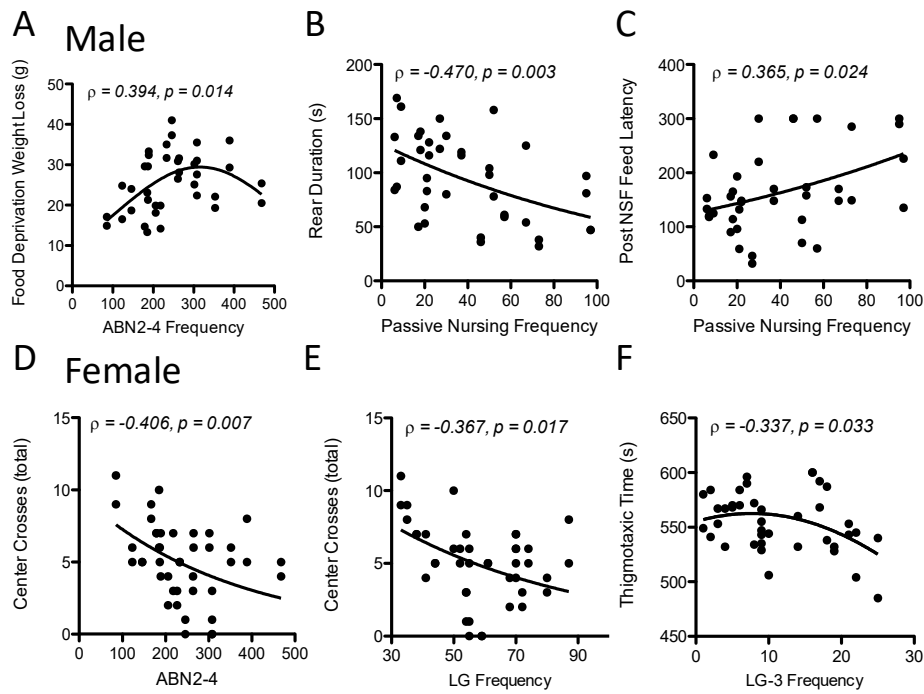 A Male
ρ = 0.394, p = 0.014
Food Deprivation Weight Loss (g)
50
40
30
20
10
0
0 100 200 300 400 500
ABN2-4 Frequency
B
ρ = -0.470, p = 0.003
Rear Duration (s)
200
150
100
50
0
0 20 40 60 80 100
Passive Nursing Frequency
C
ρ = 0.365, p = 0.024
Post NSF Feed Latency
400
300
200
100
0
0 20 40 60 80 100
Passive Nursing Frequency
D Female
ρ = -0.406, p = 0.007
Center Crosses (total)
15
10
5
0
0 100 200 300 400 500
ABN2-4
E
ρ = -0.367, p = 0.017
Center Crosses (total)
15
10
5
0
30 50 70 90
LG Frequency
F
ρ = -0.337, p = 0.033
Thigmotaxic Time (s)
650
600
550
500
450
0 10 20 30
LG-3 Frequency